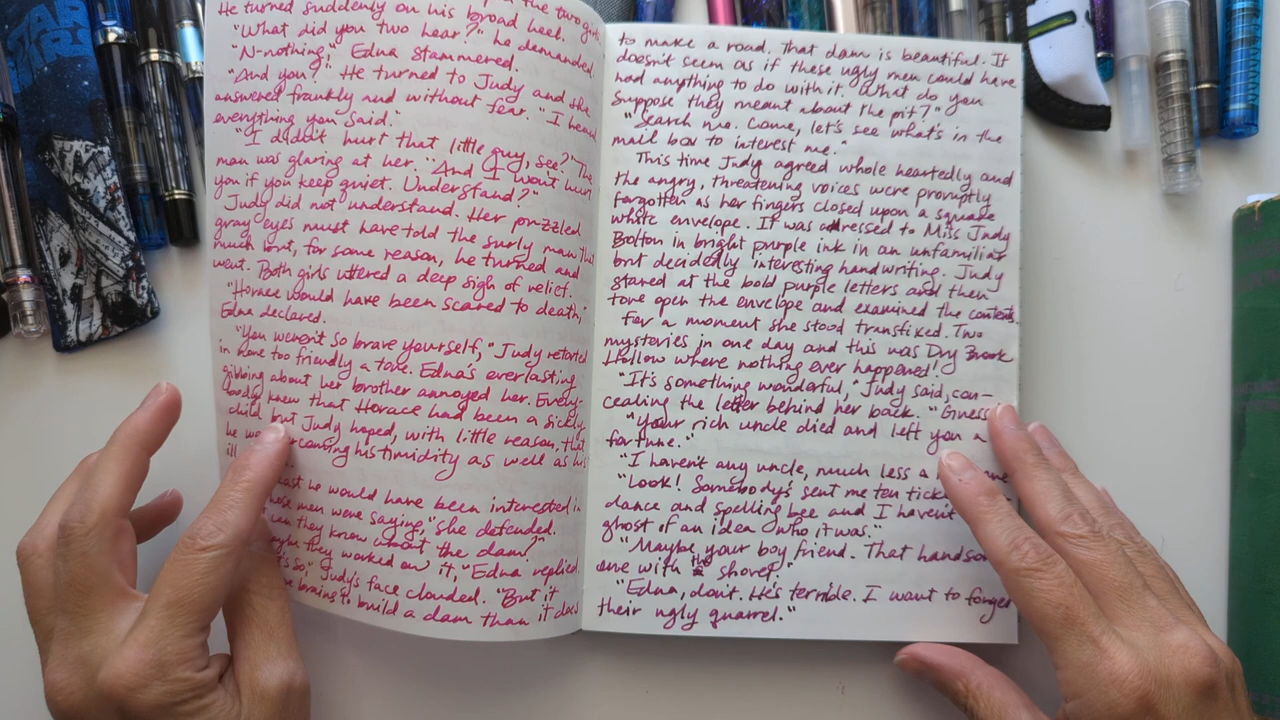 the two girls
He turned suddenly on his broad heel.
"What did you two hear?" he demanded.
"N-nothing," Edna stammered.
"And you?" He turned to Judy and she
answered frankly and without fear. "I heard
everything you said."
"I didn't hurt that little guy, see?" The
man was glaring at her. "And I won't hurt
you if you keep quiet. Understand?"
Judy did not understand. Her puzzled
gray eyes must have told the surly man that
much but, for some reason, he turned and
went. Both girls uttered a deep sigh of relief.
"Horace would have been scared to death,"
Edna declared.
"You weren't so brave yourself," Judy retorted
in none too friendly a tone. Edna's everlasting
gibbing about her brother annoyed her. Every-
body knew that Horace had been a sickly
child but Judy hoped, with little reason, that
he his timidity as well as his
ill
he would have been interested in
those men were saying," she defended.
can they know about the dam?"
they worked on it," Edna replied
so" Judy's face clouded. "But it
brains to build a dam than it does
to make a road. That dam is beautiful. It
doesn't seem as if these ugly men could have
had anything to do with it. What do you
suppose they meant about the pit?"
"Search me. Come, let's see what's in the
mail box to interest me."
This time Judy agreed whole heartedly and
the angry, threatening voices were promptly
forgotten as her fingers closed upon a square
white envelope. It was addressed to Miss Judy
Bolton in bright purple ink in an unfamiliar
but decidedly interesting handwriting. Judy
stared at the bold purple letters and then
tore open the envelope and examined the contents.
For a moment she stood transfixed. Two
mysteries in one day and this was Dry Brook
Hollow where nothing ever happened!
"It's something wonderful," Judy said, con-
cealing the letter behind her back. "Guess
"Your rich uncle died and left you a
fortune."
"I haven't any uncle, much less a
"Look! Somebody's sent me ten
dance and spelling bee and I haven't
ghost of an idea who it was."
"Maybe your boy friend. That
one with the shovel."
"Edna, don't. He's terrible. I want to forget
their ugly quarrel."